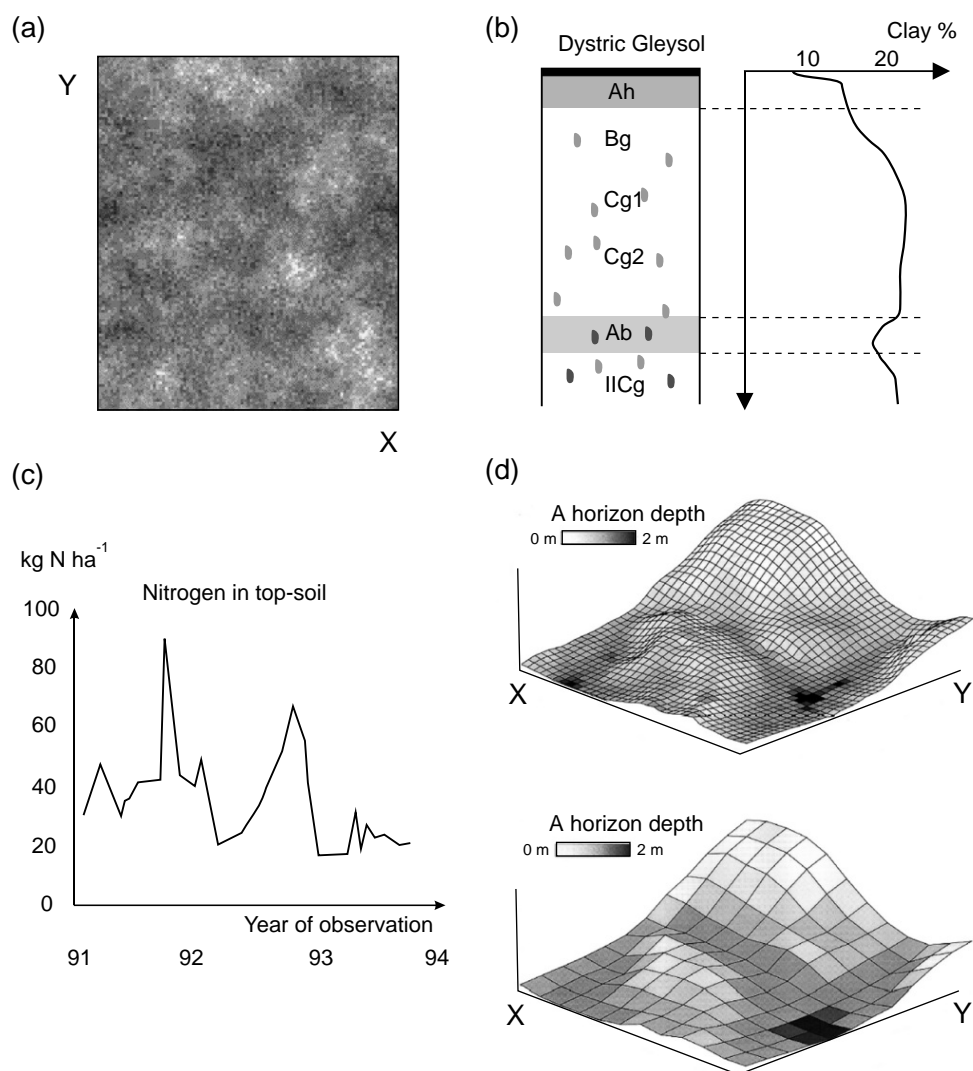 (a)
Y
X
(b)
Dystric Gleysol
Clay %
10 20
Ah
Bg
Cg1
Cg2
Ab
IICg
(c)
kg N ha-1
Nitrogen in top-soil
100
80
60
40
20
0
Year of observation
91 92 93 94
(d)
A horizon depth
0 m 2 m
X Y
A horizon depth
0 m 2 m
X Y